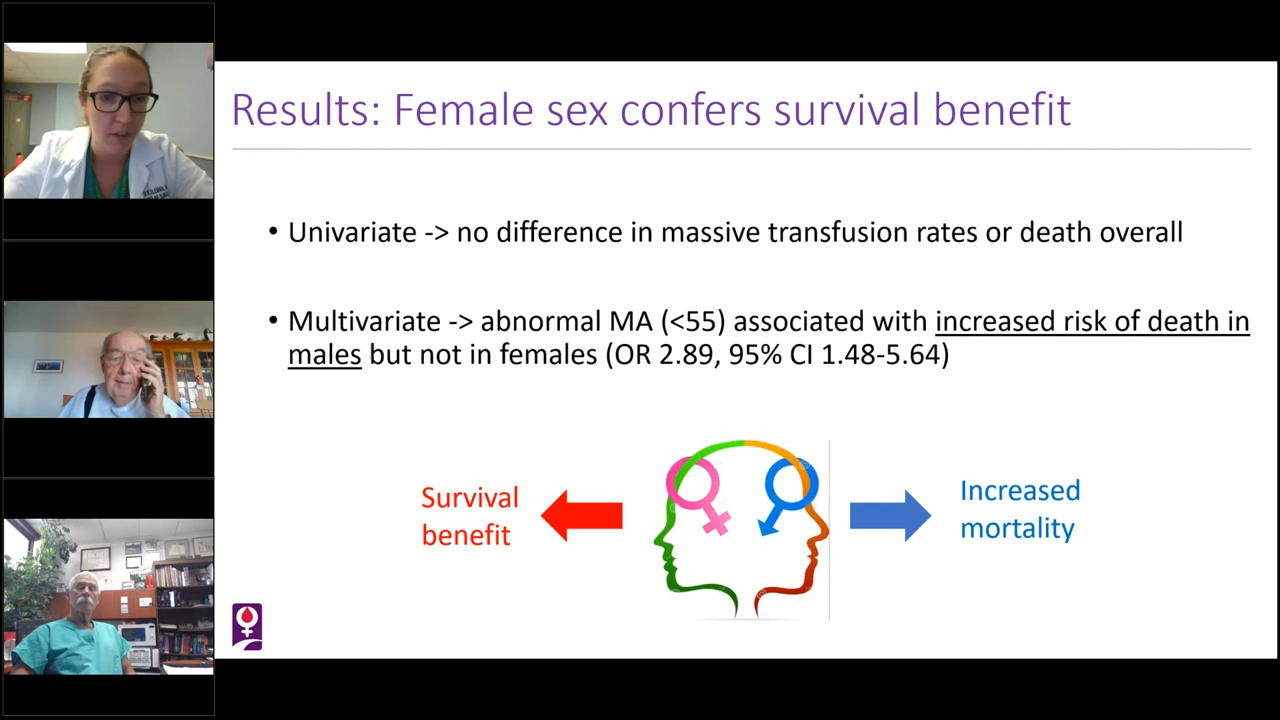 Results: Female sex confers survival benefit
• Univariate -> no difference in massive transfusion rates or death overall
• Multivariate -> abnormal MA (<55) associated with increased risk of death in
males but not in females (OR 2.89, 95% CI 1.48-5.64)
Survival
benefit
Increased
mortality